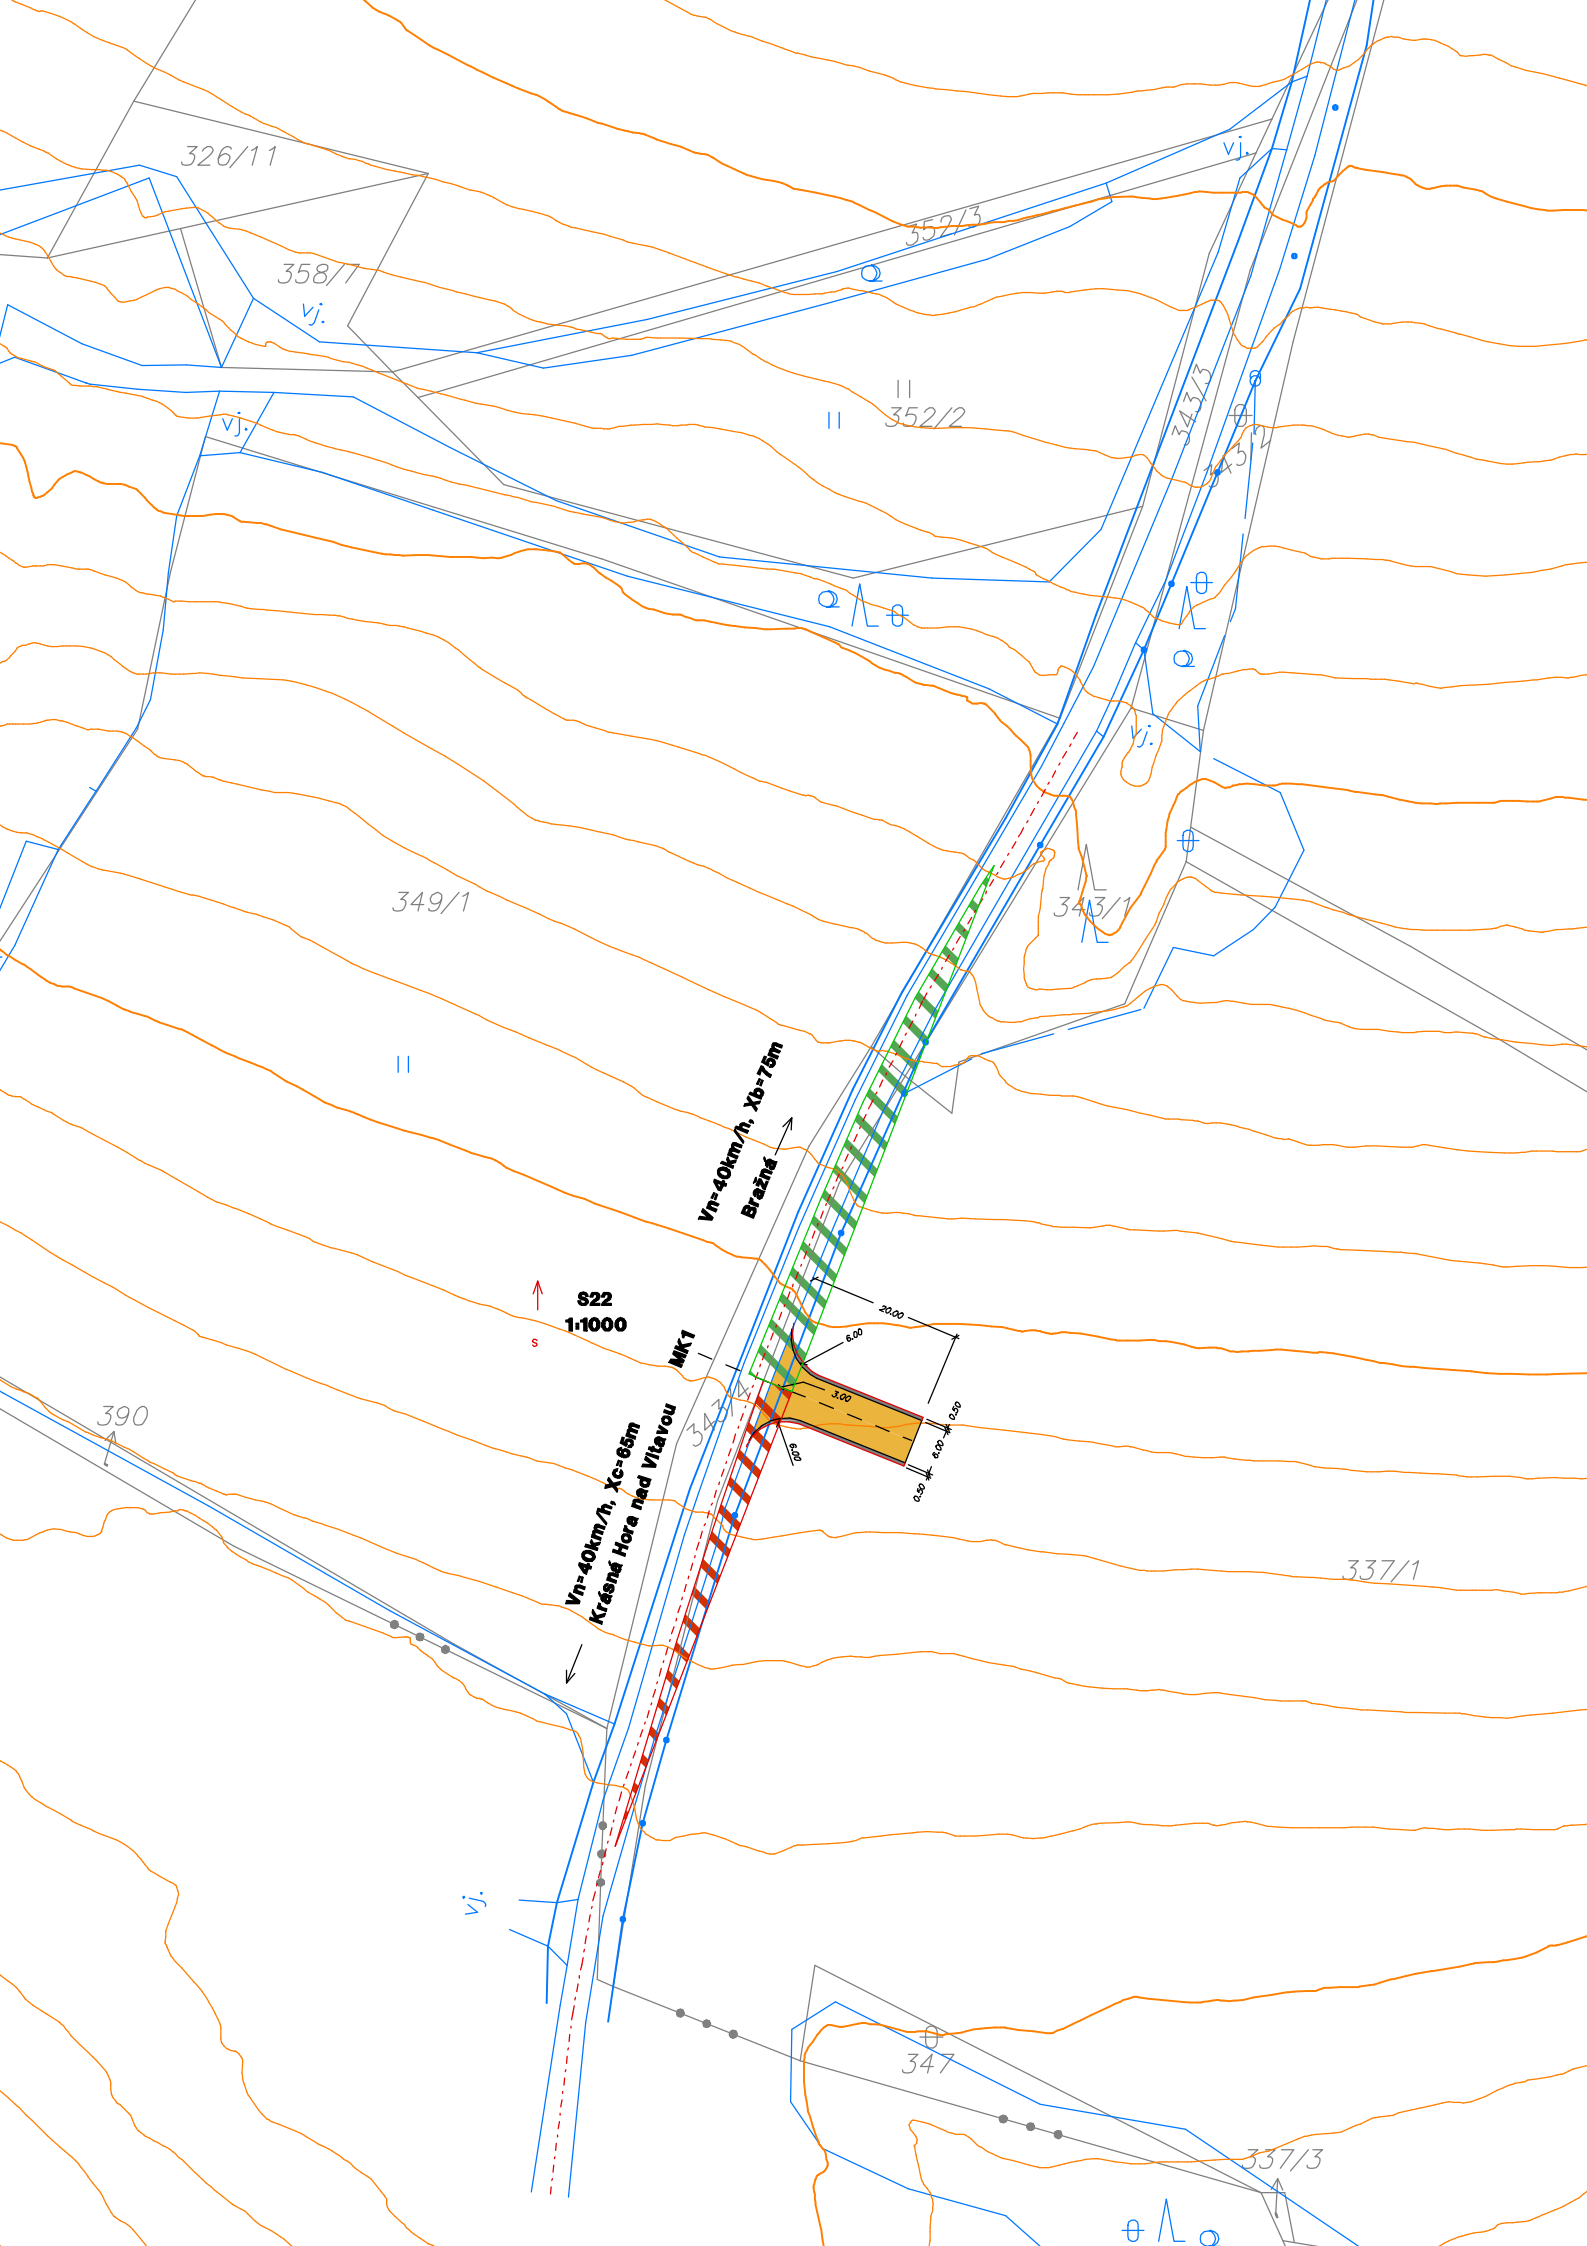 326/11
vj.
352/3
358/7
vj.
343/3
352/2
vj.
vj.
349/1
343/1
Vn=40km/h, Xb=75m
Bražná
S22
1:1000
s
20.00
6.00
MK1
3.00
343/4
0.50
6.00
0.50
6.00
390
Vn=40km/h, Xc=65m
Krásná Hora nad Vltavou
337/1
vj.
347
337/3